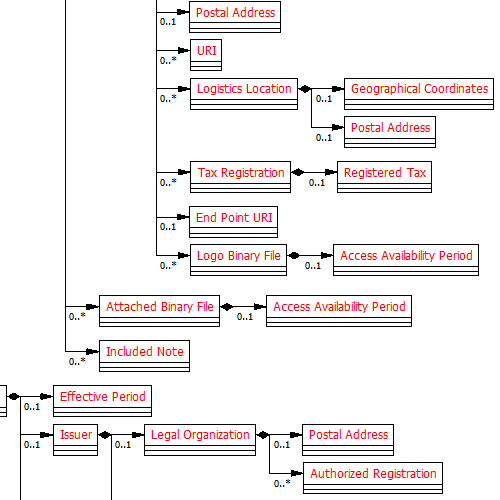 Postal Address
0..1
URI
0..*
Logistics Location
0..*
Geographical Coordinates
0..1
Postal Address
0..1
Tax Registration
0..*
Registered Tax
0..1
End Point URI
0..1
Logo Binary File
0..*
Access Availability Period
0..1
Attached Binary File
0..*
Access Availability Period
0..1
Included Note
0..*
Effective Period
0..1
Issuer
0..1
Legal Organization
0..1
Postal Address
0..1
Authorized Registration
0..*